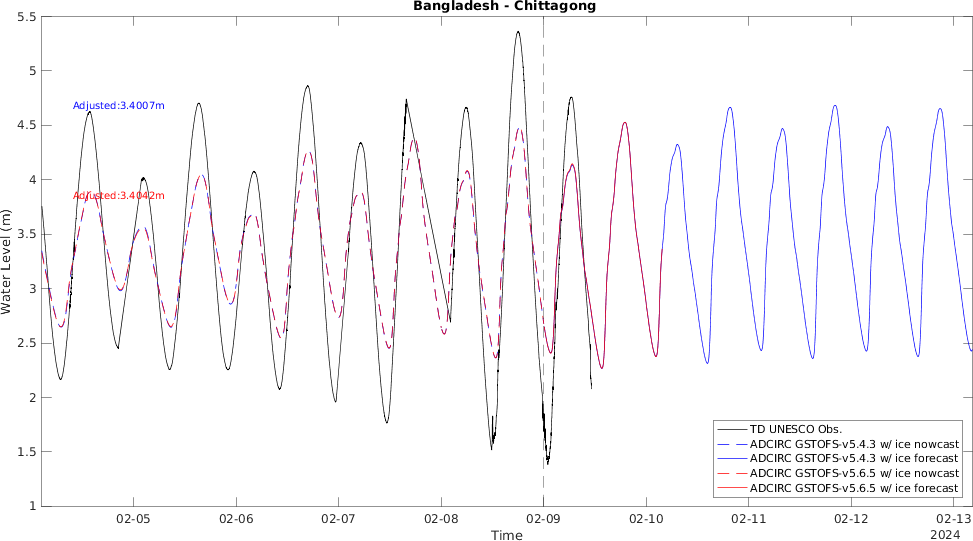 Bangladesh - Chittagong
5.5
5
4.5
4
3.5
3
2.5
2
1.5
1
Water Level (m)
Adjusted:3.4007m
Adjusted:3.4042m
TD UNESCO Obs.
ADCIRC GSTOFS-v5.4.3 w/ ice nowcast
ADCIRC GSTOFS-v5.4.3 w/ ice forecast
ADCIRC GSTOFS-v5.6.5 w/ ice nowcast
ADCIRC GSTOFS-v5.6.5 w/ ice forecast
02-05 02-06 02-07 02-08 02-09 02-10 02-11 02-12 02-13
2024
Time